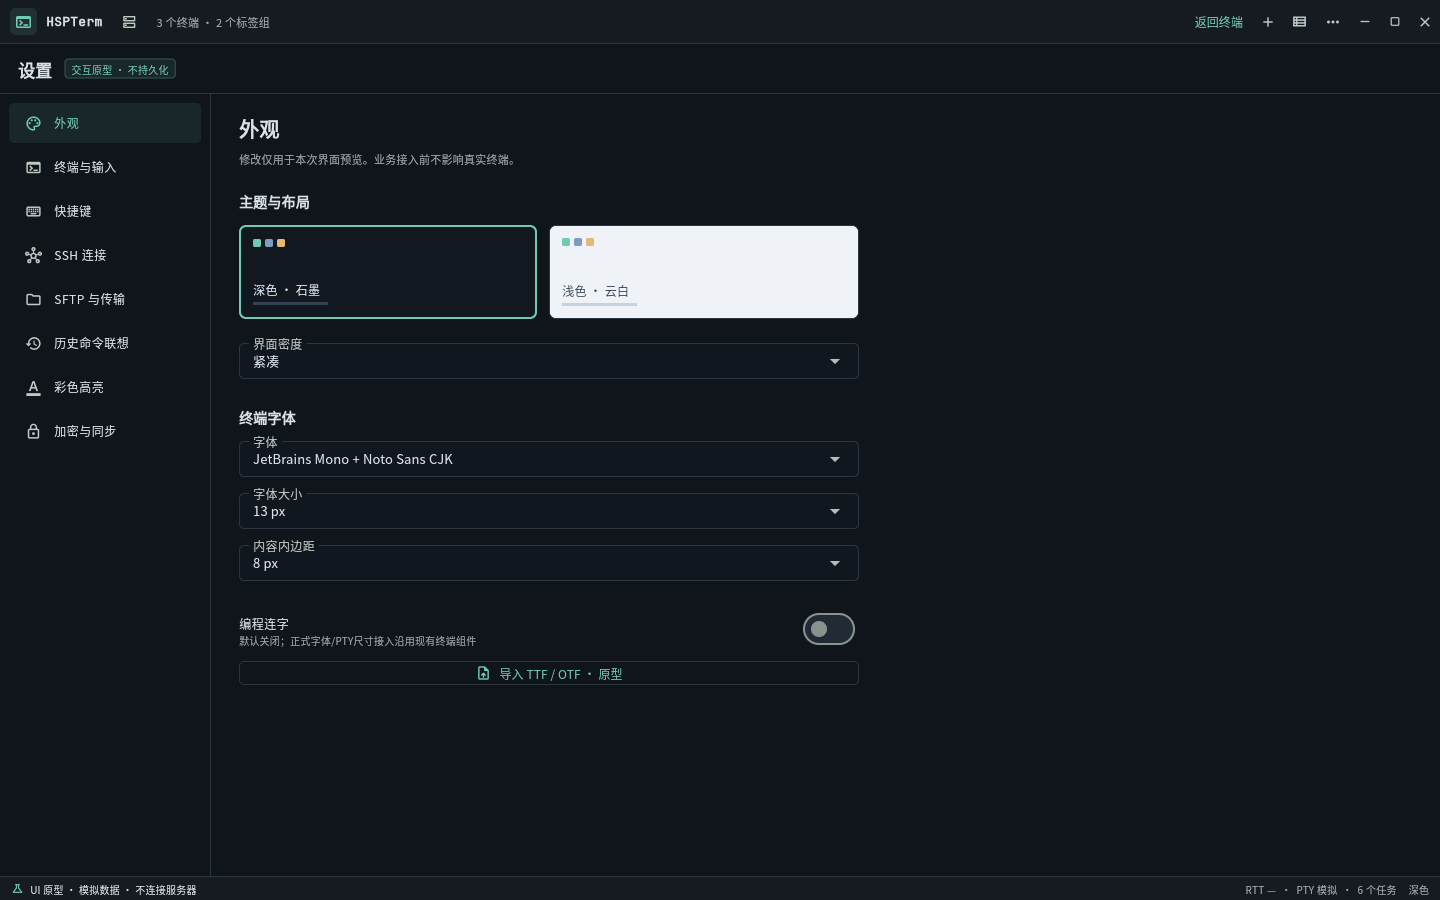 HSPTerm
3 个终端 · 2 个标签组
返回终端
设置
交互原型 · 不持久化
外观
终端与输入
快捷键
SSH 连接
SFTP 与传输
历史命令联想
彩色高亮
加密与同步
外观
修改仅用于本次界面预览。业务接入前不影响真实终端。
主题与布局
深色 · 石墨
浅色 · 云白
界面密度
紧凑
终端字体
字体
JetBrains Mono + Noto Sans CJK
字体大小
13 px
内容内边距
8 px
编程连字
默认关闭；正式字体/PTY尺寸接入沿用现有终端组件
导入 TTF / OTF · 原型
UI 原型 · 模拟数据 · 不连接服务器
RTT — · PTY 模拟 · 6 个任务 深色